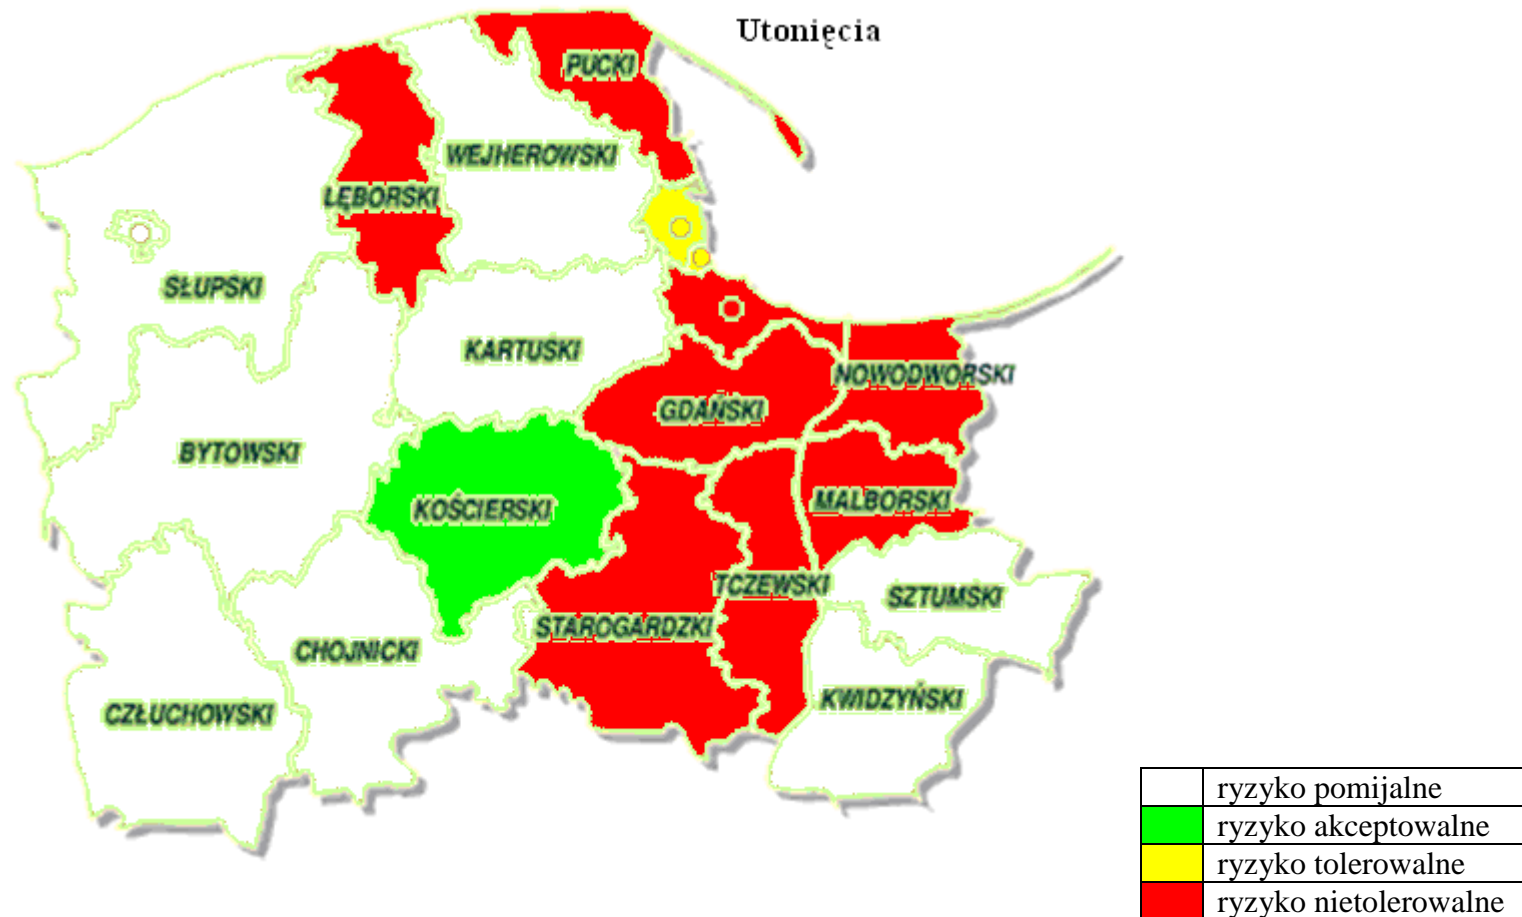 Utonięcia
PUCKI
WEJHEROWSKI
LĘBORSKI
SŁUPSKI
KARTUSKI
NOWODWORSKI
GDAŃSKI
BYTOWSKI
MALBORSKI
KOŚCIERSKI
TCZEWSKI
SZTUMSKI
STAROGARDZKI
CHOJNICKI
KWIDZYŃSKI
CZŁUCHOWSKI
ryzyko pomijalne
ryzyko akceptowalne
ryzyko tolerowalne
ryzyko nietolerowalne